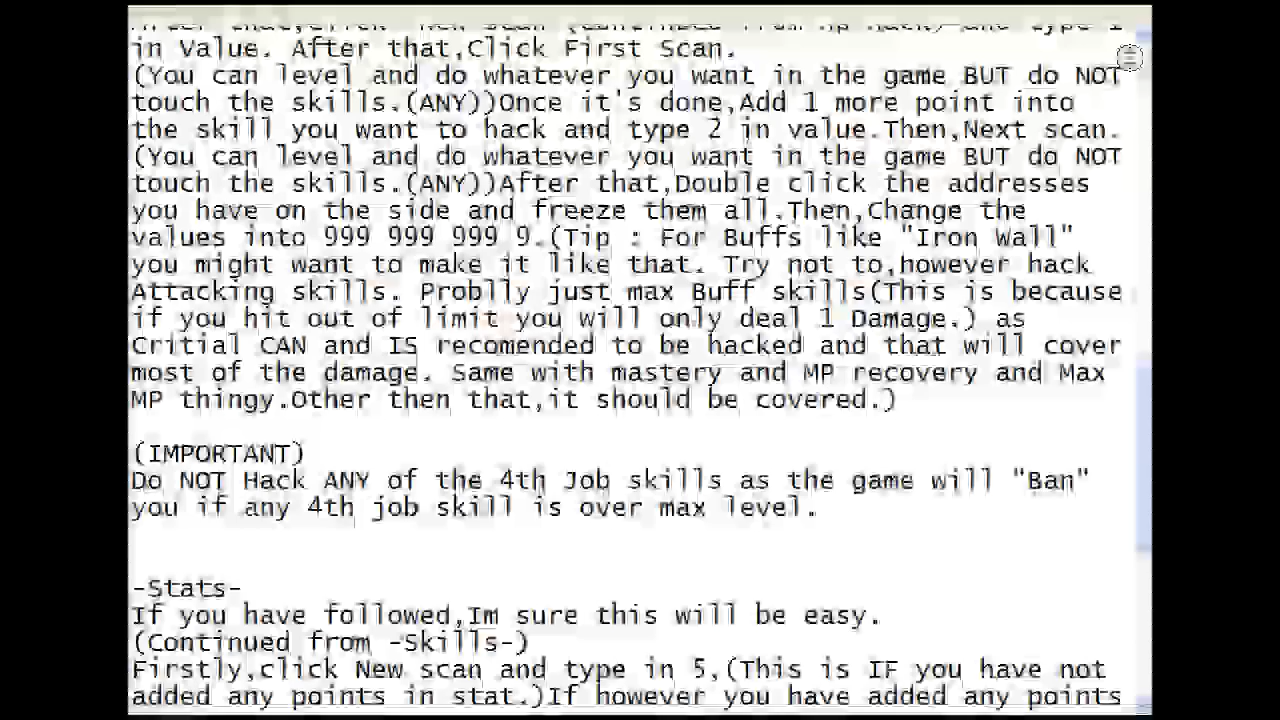 After that,Click New Scan (Continued from Hp Hack) and type 1
in Value. After that,Click First Scan.
(You can level and do whatever you want in the game BUT do NOT
touch the skills.(ANY))Once it's done,Add 1 more point into
the skill you want to hack and type 2 in value.Then,Next scan.
(You can level and do whatever you want in the game BUT do NOT
touch the skills.(ANY))After that,Double click the addresses
you have on the side and freeze them all.Then,Change the
values into 999 999 999 9.(Tip : For Buffs like "Iron Wall"
you might want to make it like that. Try not to,however hack
Attacking skills. Problly just max Buff skills(This is because
if you hit out of limit you will only deal 1 Damage.) as
Critial CAN and IS recomended to be hacked and that will cover
most of the damage. Same with mastery and MP recovery and Max
MP thingy.Other then that,it should be covered.)
(IMPORTANT)
Do NOT Hack ANY of the 4th Job skills as the game will "Ban"
you if any 4th job skill is over max level.
-Stats-
If you have followed,Im sure this will be easy.
(Continued from -Skills-)
Firstly,click New scan and type in 5,(This is IF you have not
added any points in stat.)If however you have added any points